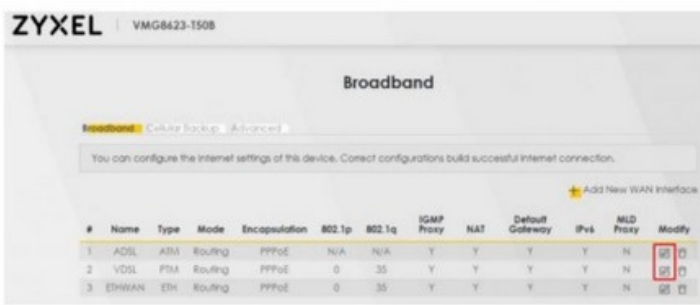 ZYXEL VMG8623-T50B
Broadband
Broadband Cellular Backup Advanced
You can configure the Internet settings of this device. Correct configurations build successful Internet connection.
+ Add New WAN Interface
# Name Type Mode Encapsulation 802.1p 802.1q IGMP Proxy NAT Default Gateway IPv6 MLD Proxy Modify
1 ADSL ATM Routing PPPoE N/A N/A Y Y Y Y N
2 VDSL PTM Routing PPPoE 0 35 Y Y Y Y N
3 ETHWAN ETH Routing PPPoE 0 35 Y Y Y Y N